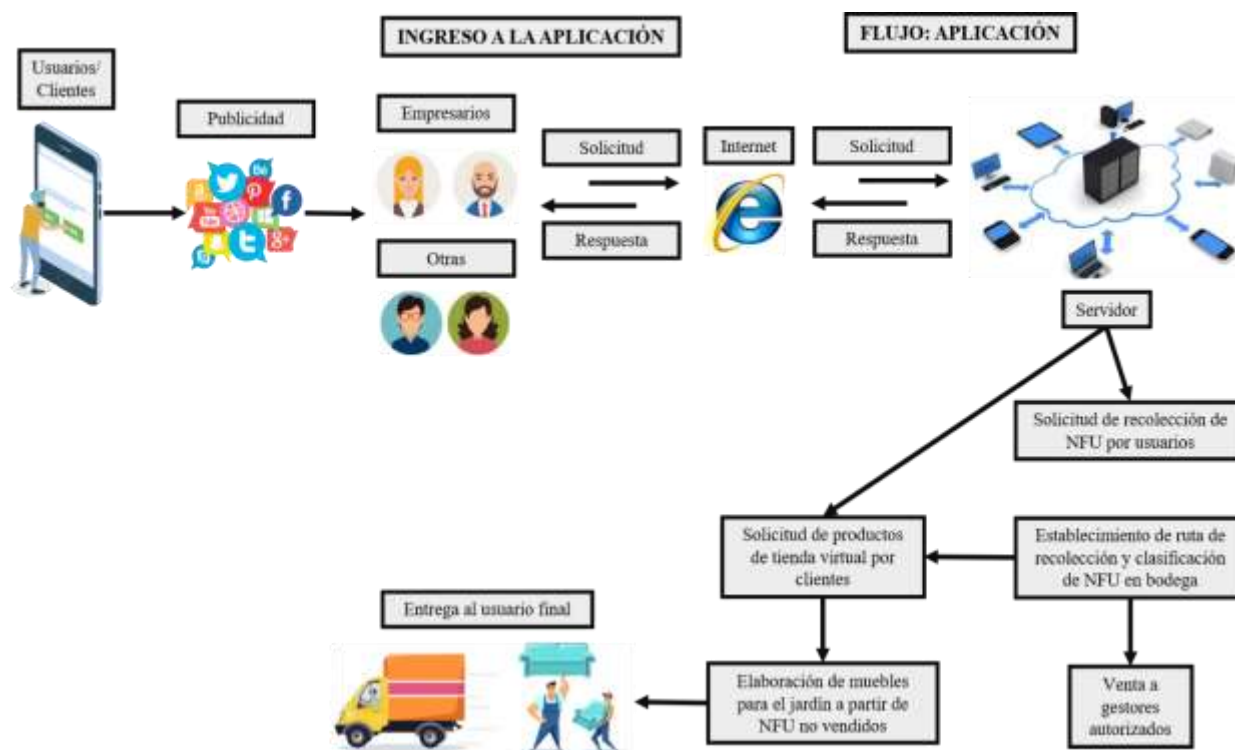 INGRESO A LA APLICACIÓN
FLUJO: APLICACIÓN
Usuarios/
Clientes
Publicidad
Empresarios
Solicitud
Internet
Solicitud
Respuesta
Respuesta
Otras
Servidor
Solicitud de recolección de
NFU por usuarios
Solicitud de productos
de tienda virtual por
clientes
Establecimiento de ruta de
recolección y clasificación
de NFU en bodega
Entrega al usuario final
Elaboración de muebles
para el jardín a partir de
NFU no vendidos
Venta a
gestores
autorizados